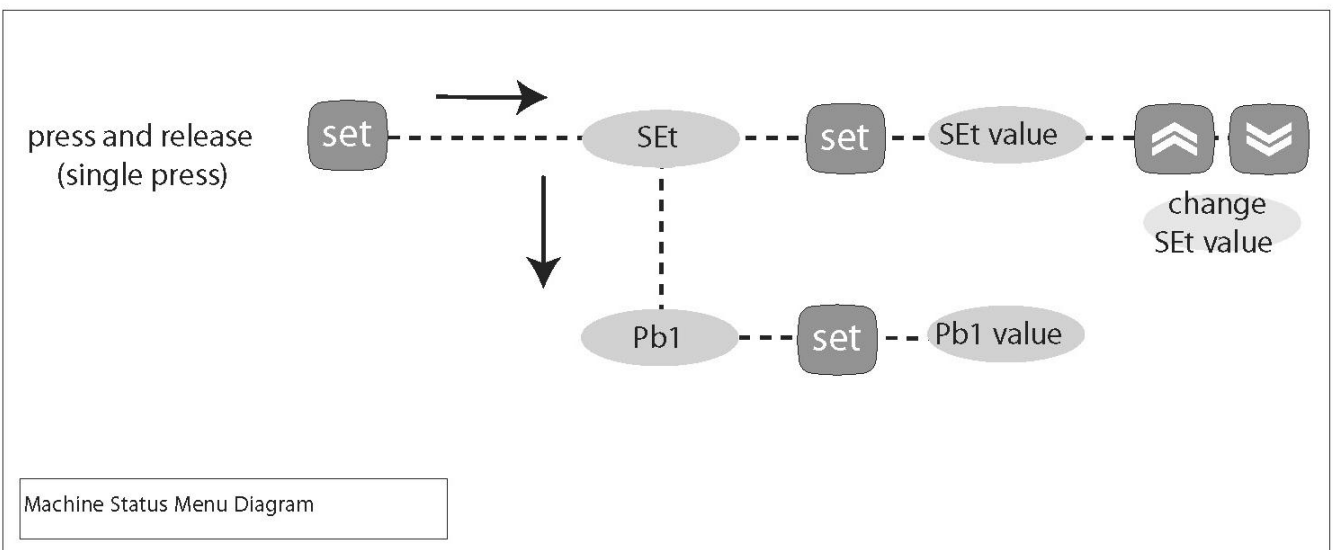 press and release
(single press)
set
SEt
set
SEt value
change
SEt value
Pb1
set
Pb1 value
Machine Status Menu Diagram